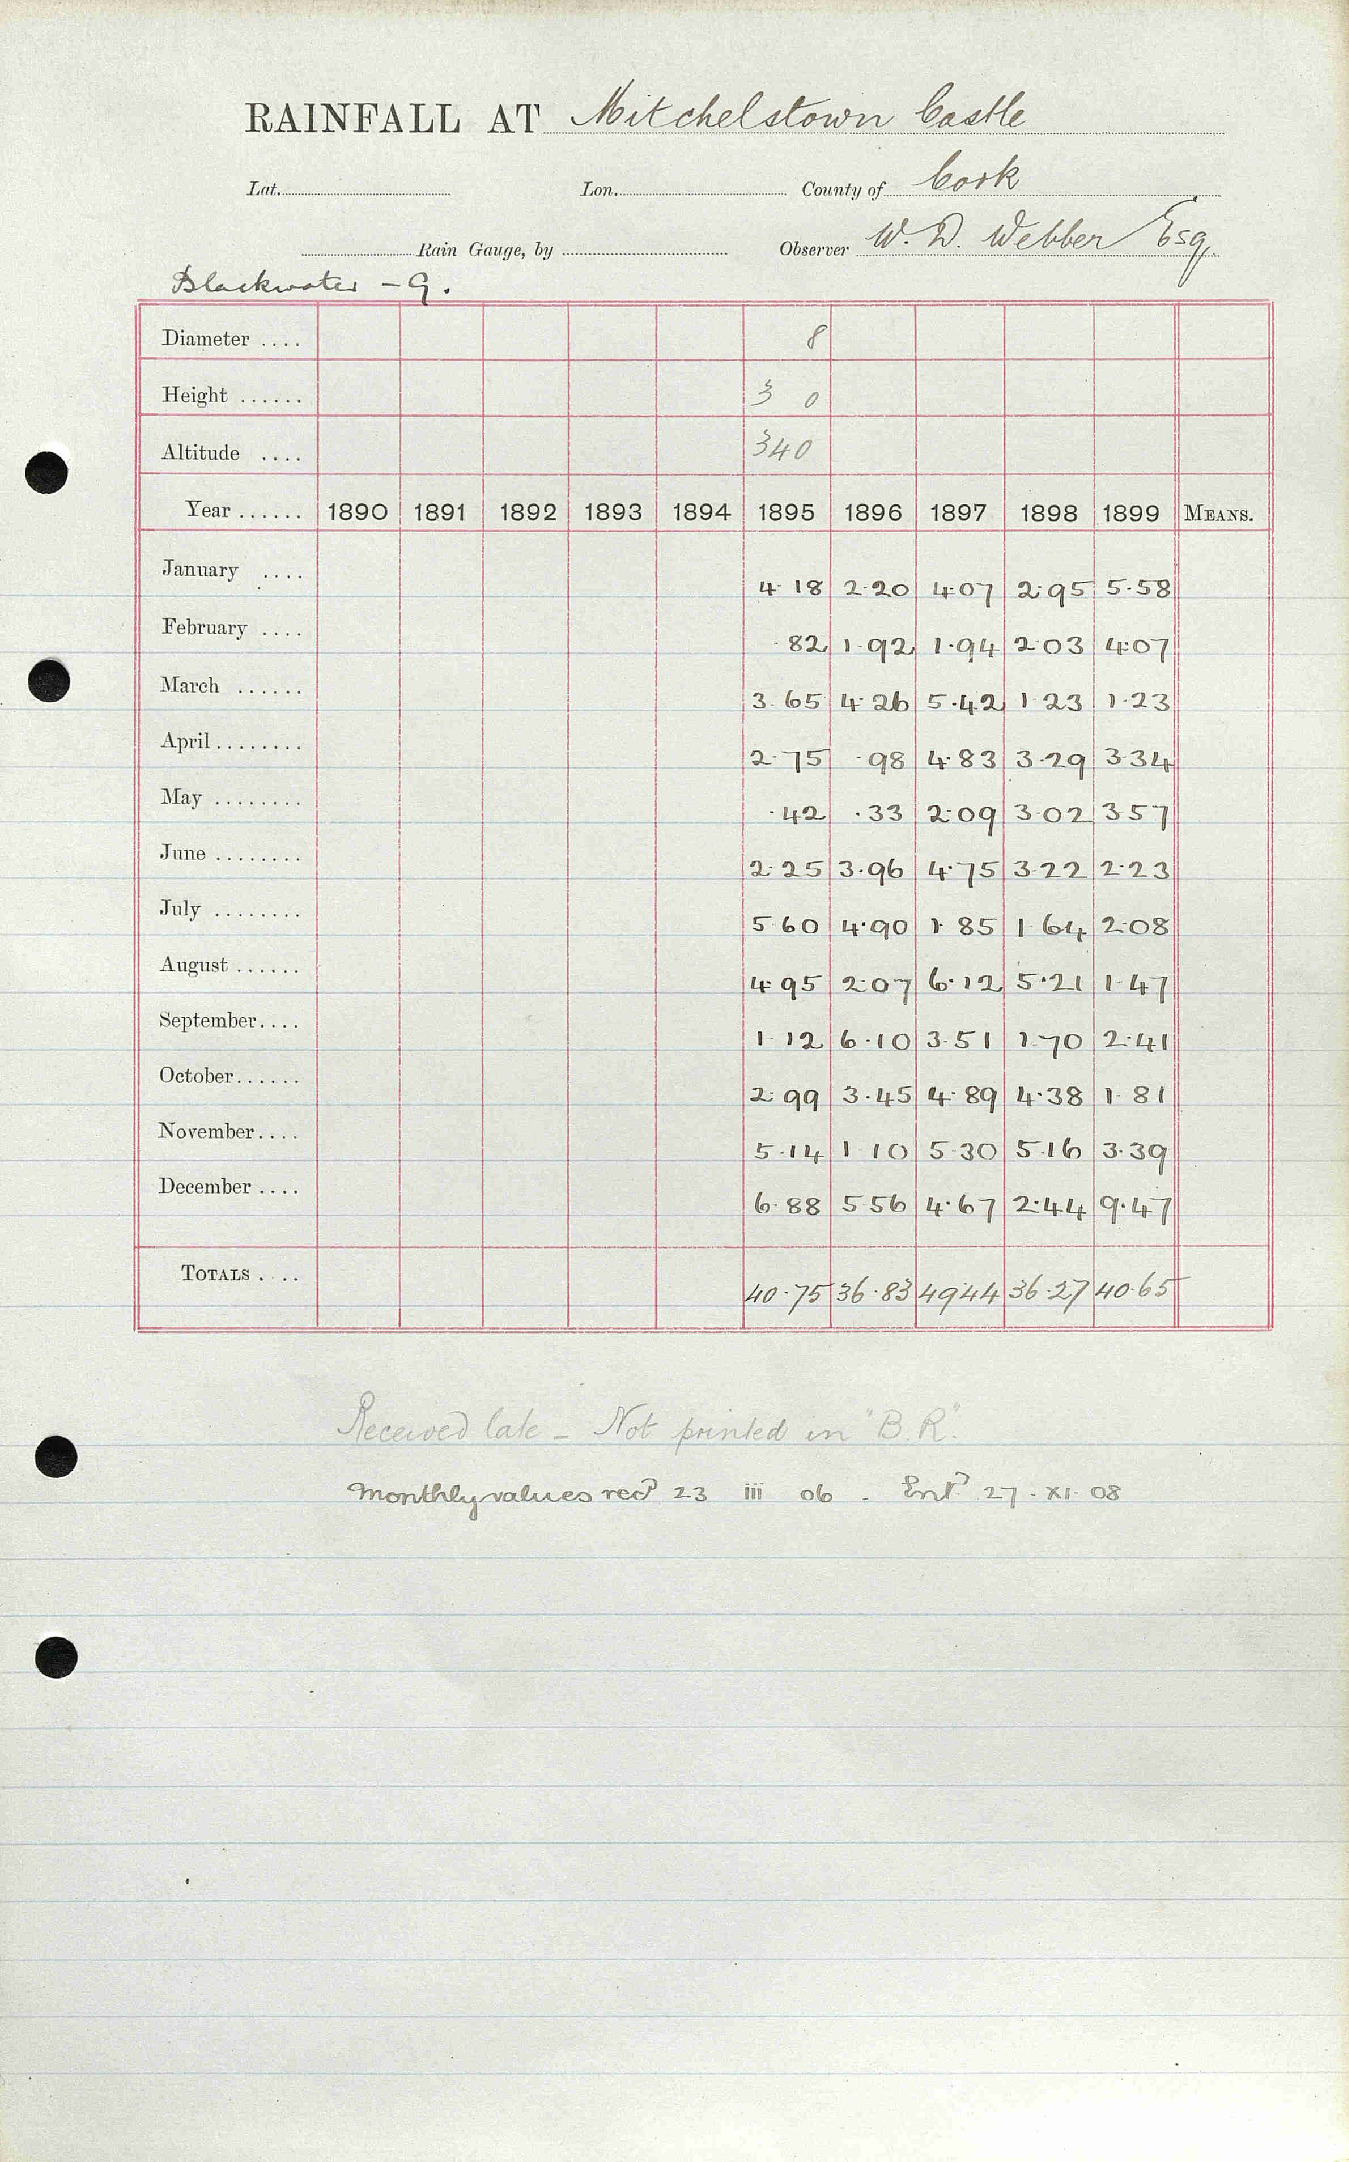 RAINFALL AT Mitchelstown Castle
Lat. Lon. County of Cork
Rain Gauge, by Observer W. D. Webber Esq.
Blackwater - 9.
Diameter .... 8
Height ...... 3 0
Altitude .... 340
Year ...... 1890 1891 1892 1893 1894 1895 1896 1897 1898 1899 MEANS.
January .... 4.18 2.20 4.07 2.95 5.58
February .... .82 1.92 1.94 2.03 4.07
March ...... 3.65 4.26 5.42 1.23 1.23
April ........ 2.75 .98 4.83 3.29 3.34
May ........ .42 .33 2.09 3.02 3.57
June ........ 2.25 3.96 4.75 3.22 2.23
July ........ 5.60 4.90 1.85 1.64 2.08
August ...... 4.95 2.07 6.12 5.21 1.47
September.... 1.12 6.10 3.51 1.70 2.41
October...... 2.99 3.45 4.89 4.38 1.81
November.... 5.14 1.10 5.30 5.16 3.39
December .... 6.88 5.56 4.67 2.44 9.47
TOTALS .... 40.75 36.83 49.44 36.27 40.65
Received late - Not printed in "B.R".
Monthly values recd 23 iii 06 - Entd 27.XI.08